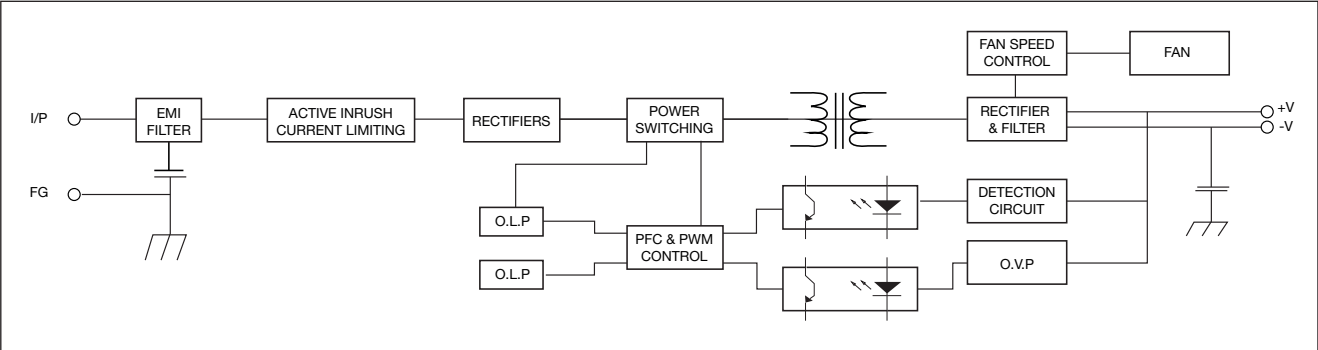 FAN SPEED
CONTROL
FAN
I/P
EMI
FILTER
ACTIVE INRUSH
CURRENT LIMITING
RECTIFIERS
POWER
SWITCHING
RECTIFIER
& FILTER
+V
-V
FG
O.L.P
PFC & PWM
CONTROL
DETECTION
CIRCUIT
O.L.P
O.V.P